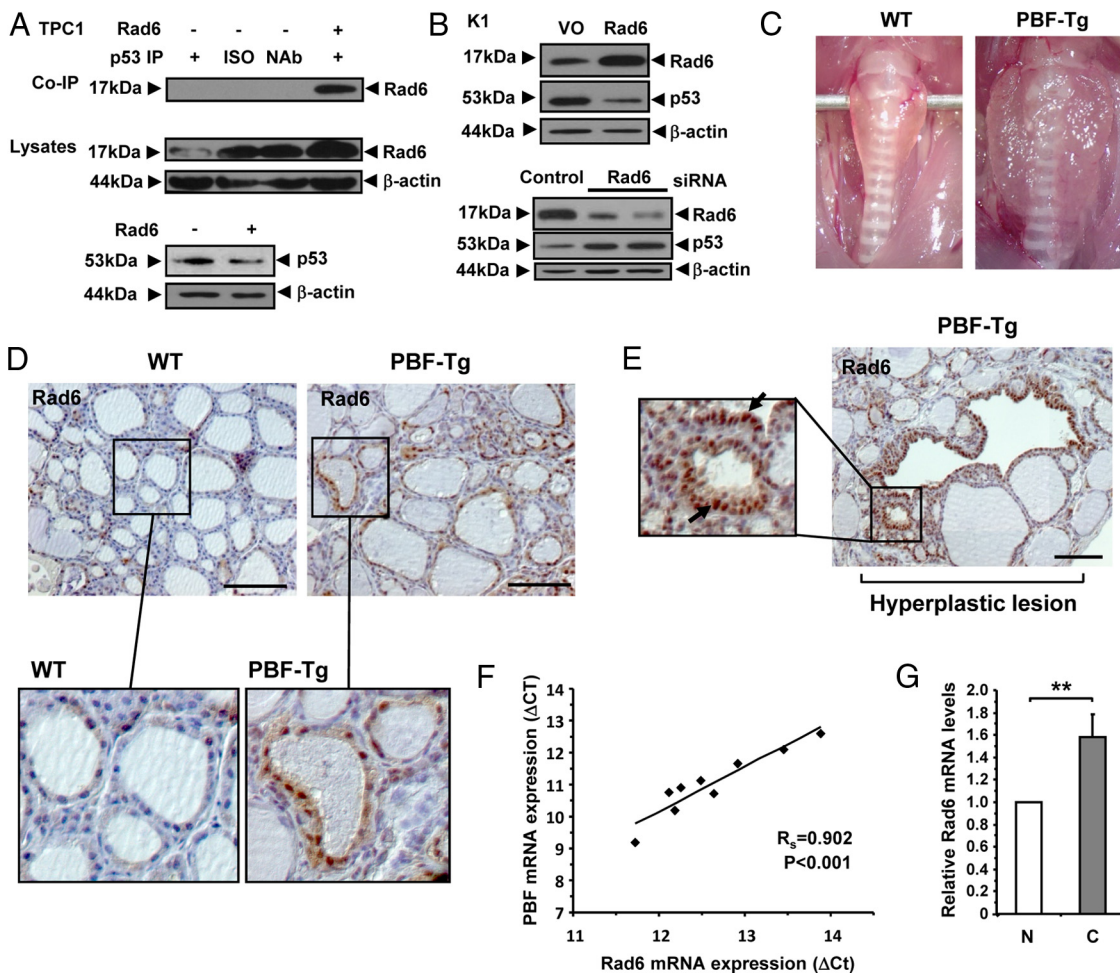 A
TPC1 Rad6 - - - +
p53 IP + ISO NAb +
Co-IP 17kDa Rad6
Lysates 17kDa Rad6
44kDa β-actin
Rad6 - +
53kDa p53
44kDa β-actin
B
K1 VO Rad6
17kDa Rad6
53kDa p53
44kDa β-actin
Control Rad6 siRNA
17kDa Rad6
53kDa p53
44kDa β-actin
C
WT PBF-Tg
D
WT PBF-Tg
Rad6 Rad6
WT PBF-Tg
E
PBF-Tg
Rad6
Hyperplastic lesion
F
PBF mRNA expression (ΔCT)
14
13
12
11
10
9
8
7
Rs=0.902
P<0.001
11 12 13 14
Rad6 mRNA expression (ΔCt)
G
Relative Rad6 mRNA levels
2.0
1.8
1.6
1.4
1.2
1.0
0.8
0.6
0.4
0.2
0
**
N C